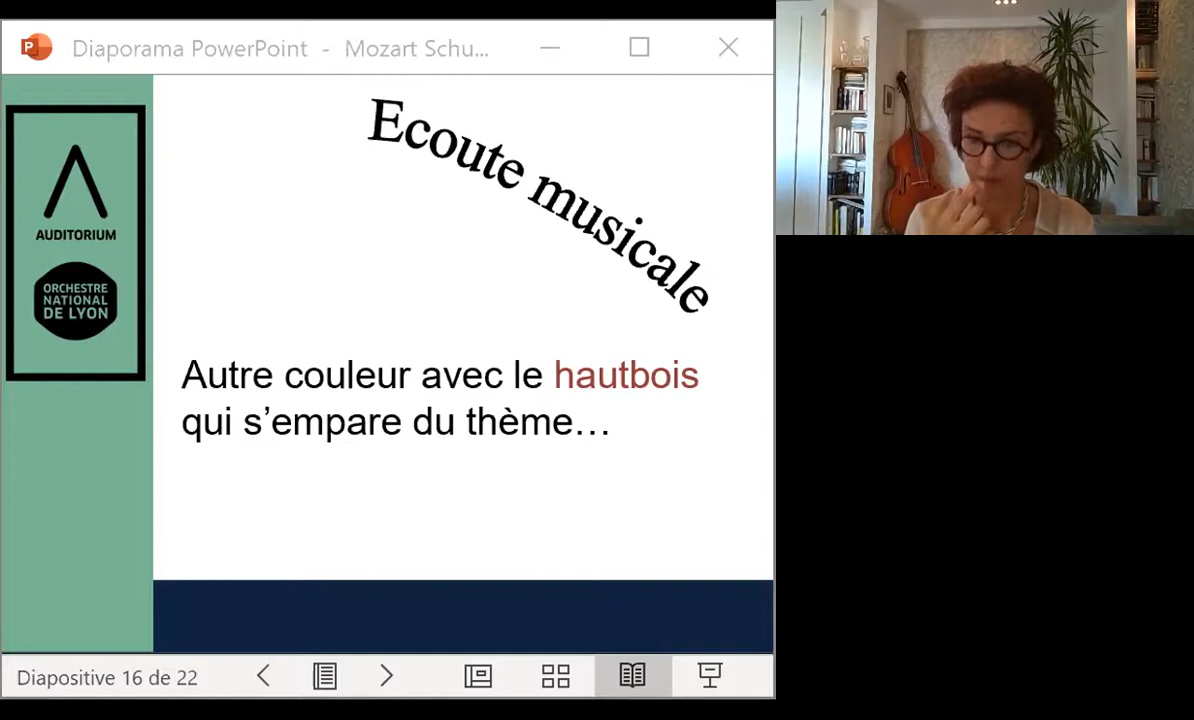 Diaporama PowerPoint - Mozart Schu...
AUDITORIUM
ORCHESTRE
NATIONAL
DE LYON
Ecoute musicale
Autre couleur avec le hautbois
qui s’empare du thème…
Diapositive 16 de 22